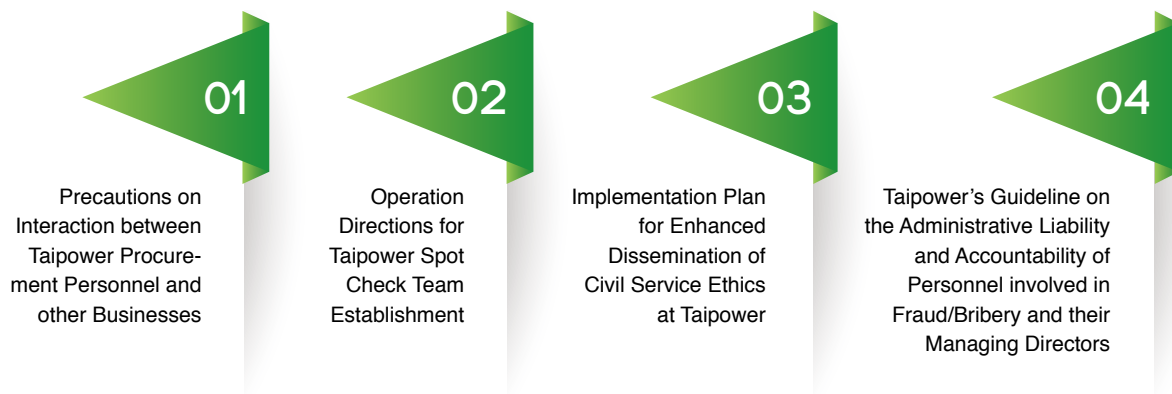 01
Precautions on
Interaction between
Taipower Procure-
ment Personnel and
other Businesses
02
Operation
Directions for
Taipower Spot
Check Team
Establishment
03
Implementation Plan
for Enhanced
Dissemination of
Civil Service Ethics
at Taipower
04
Taipower’s Guideline on
the Administrative Liability
and Accountability of
Personnel involved in
Fraud/Bribery and their
Managing Directors